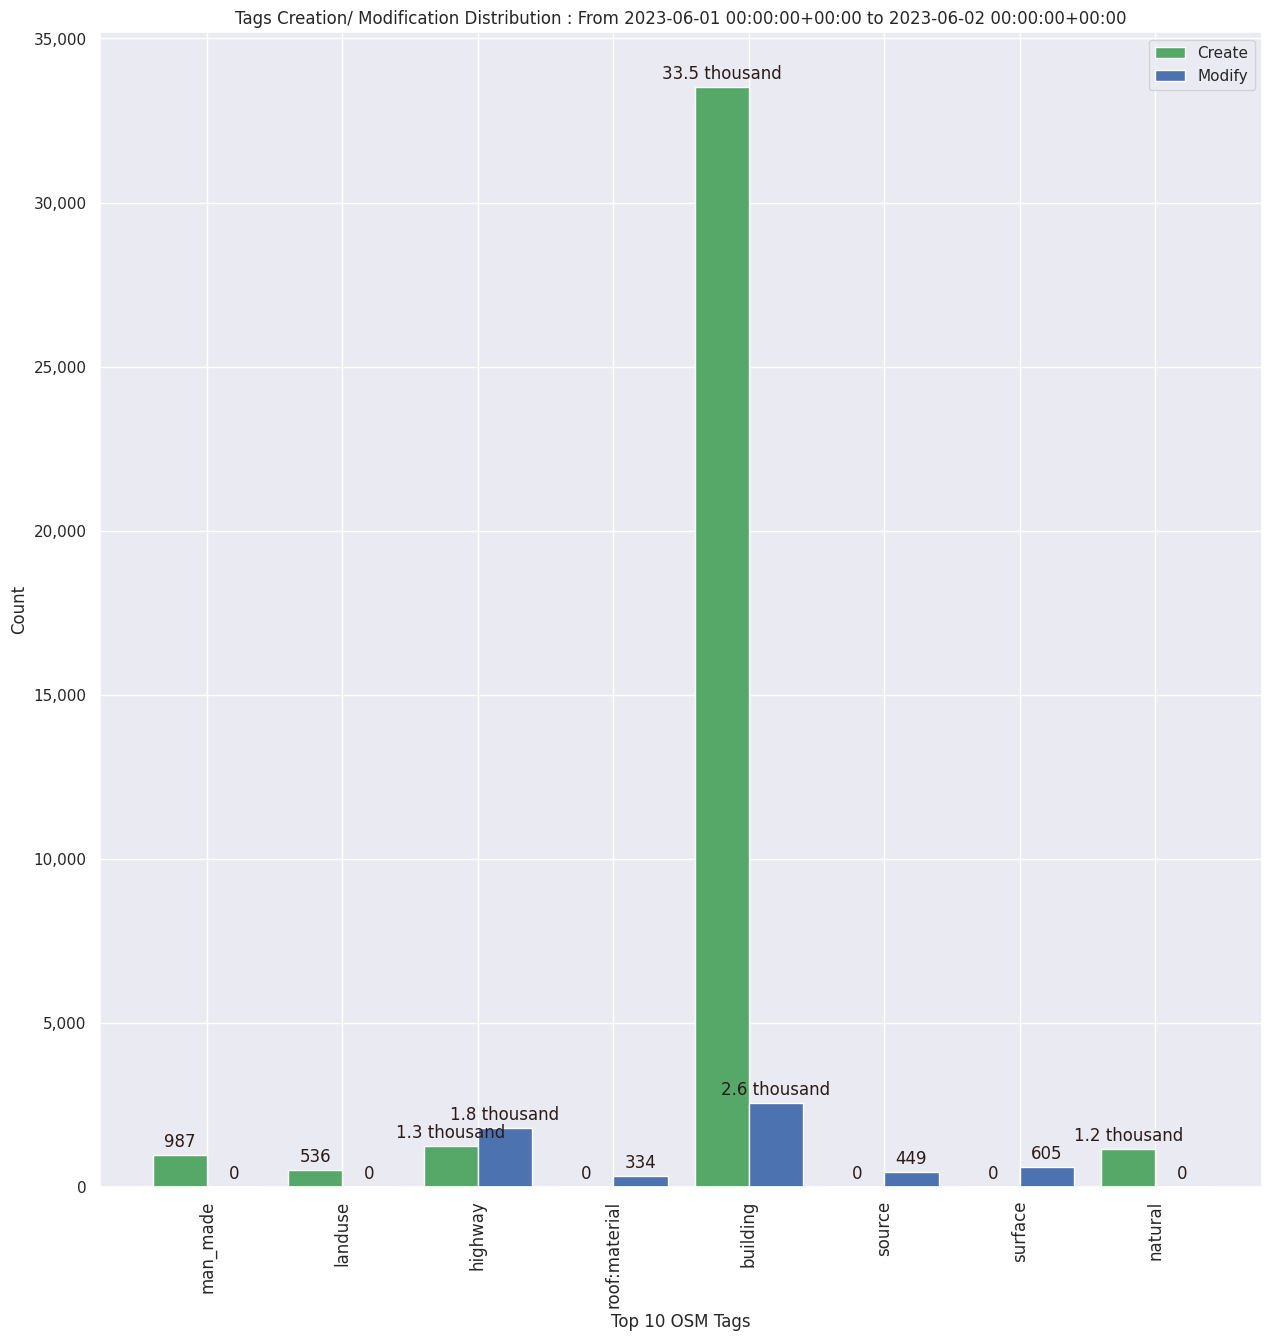 Tags Creation/ Modification Distribution : From 2023-06-01 00:00:00+00:00 to 2023-06-02 00:00:00+00:00
Create
Modify
35,000
30,000
25,000
20,000
15,000
10,000
5,000
0
Count
987
0
536
0
1.3 thousand
1.8 thousand
0
334
33.5 thousand
2.6 thousand
0
449
0
605
1.2 thousand
0
man_made
landuse
highway
roof:material
building
source
surface
natural
Top 10 OSM Tags